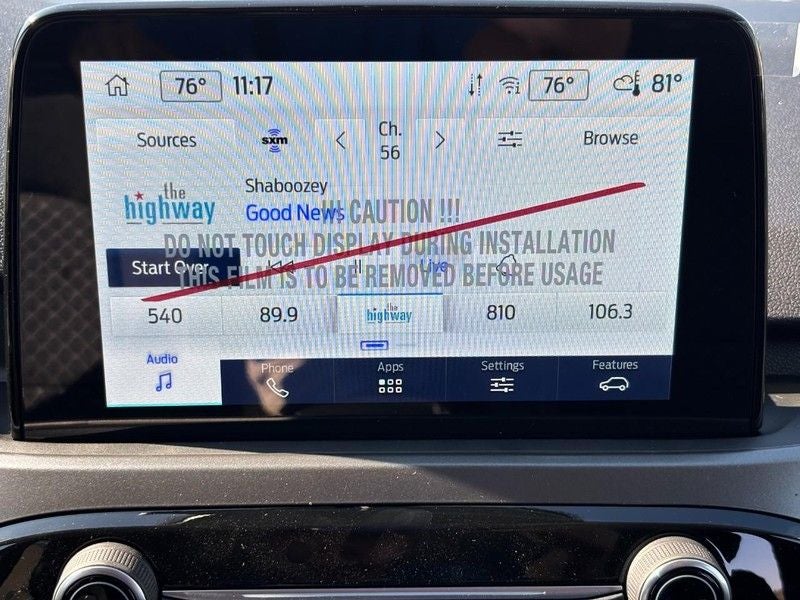 76° 11:17 76° 81°
Sources sxm Ch. 56 Browse
the highway
Shaboozey
Good News
!!! CAUTION !!!
DO NOT TOUCH DISPLAY DURING INSTALLATION
THIS FILM IS TO BE REMOVED BEFORE USAGE
Start Over Live
540 89.9 the highway 810 106.3
Audio Phone Apps Settings Features